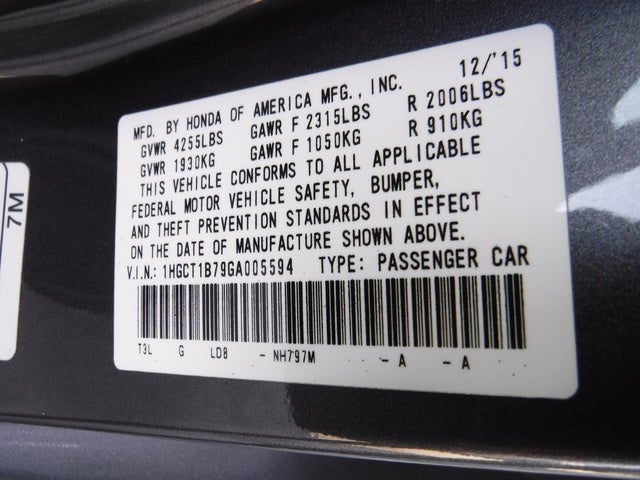 MFD. BY HONDA OF AMERICA MFG., INC. 12/'15
GVWR 4255LBS GAWR F 2315LBS R 2006LBS
GVWR 1930KG GAWR F 1050KG R 910KG
THIS VEHICLE CONFORMS TO ALL APPLICABLE
FEDERAL MOTOR VEHICLE SAFETY, BUMPER,
AND THEFT PREVENTION STANDARDS IN EFFECT
ON THE DATE OF MANUFACTURE SHOWN ABOVE.
V.I.N.: 1HGCT1B79GA005594 TYPE: PASSENGER CAR
T3L G LD8 - NH797M - A - A
7M